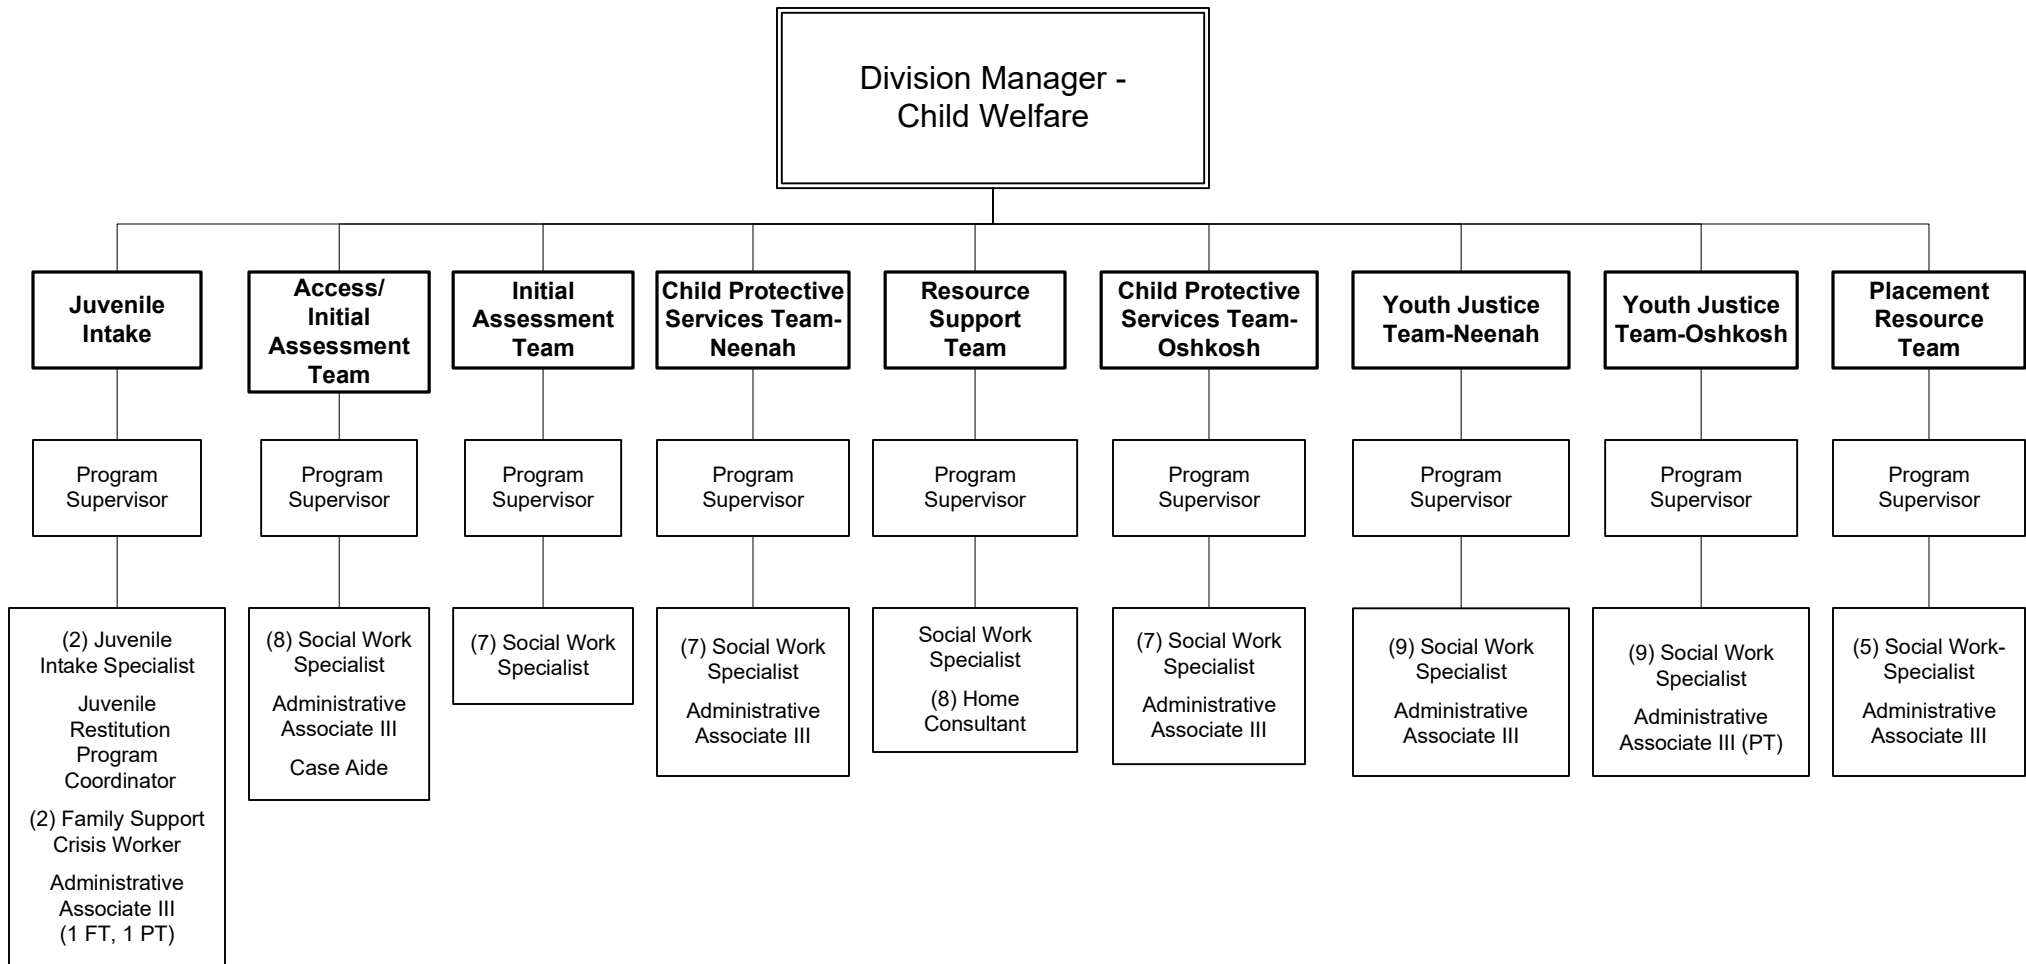 Division Manager -
Child Welfare
Juvenile
Intake
Access/
Initial
Assessment
Team
Initial
Assessment
Team
Child Protective
Services Team-
Neenah
Resource
Support
Team
Child Protective
Services Team-
Oshkosh
Youth Justice
Team-Neenah
Youth Justice
Team-Oshkosh
Placement
Resource
Team
Program
Supervisor
Program
Supervisor
Program
Supervisor
Program
Supervisor
Program
Supervisor
Program
Supervisor
Program
Supervisor
Program
Supervisor
Program
Supervisor
(2) Juvenile
Intake Specialist
Juvenile
Restitution
Program
Coordinator
(2) Family Support
Crisis Worker
Administrative
Associate III
(1 FT, 1 PT)
(8) Social Work
Specialist
Administrative
Associate III
Case Aide
(7) Social Work
Specialist
(7) Social Work
Specialist
Administrative
Associate III
Social Work
Specialist
(8) Home
Consultant
(7) Social Work
Specialist
Administrative
Associate III
(9) Social Work
Specialist
Administrative
Associate III
(9) Social Work
Specialist
Administrative
Associate III (PT)
(5) Social Work-
Specialist
Administrative
Associate III